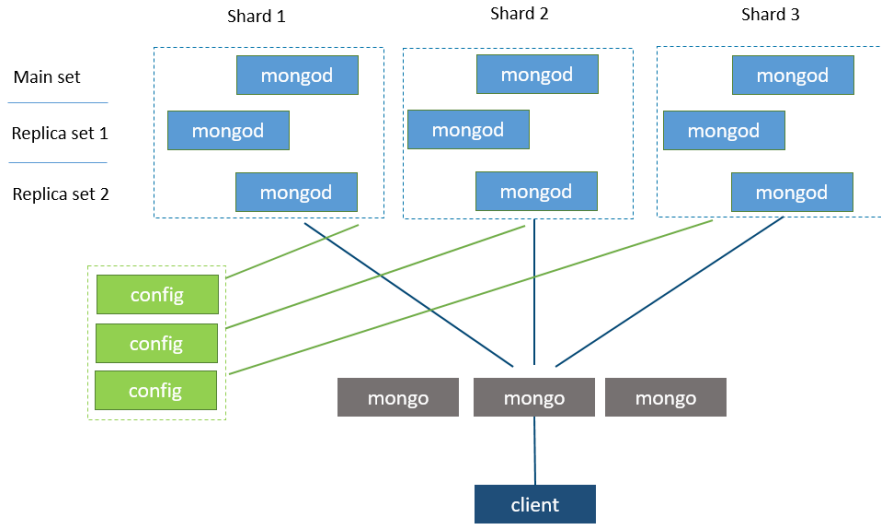 Shard 1
Shard 2
Shard 3
Main set
mongod
mongod
mongod
Replica set 1
mongod
mongod
mongod
Replica set 2
mongod
mongod
mongod
config
config
config
mongo
mongo
mongo
client